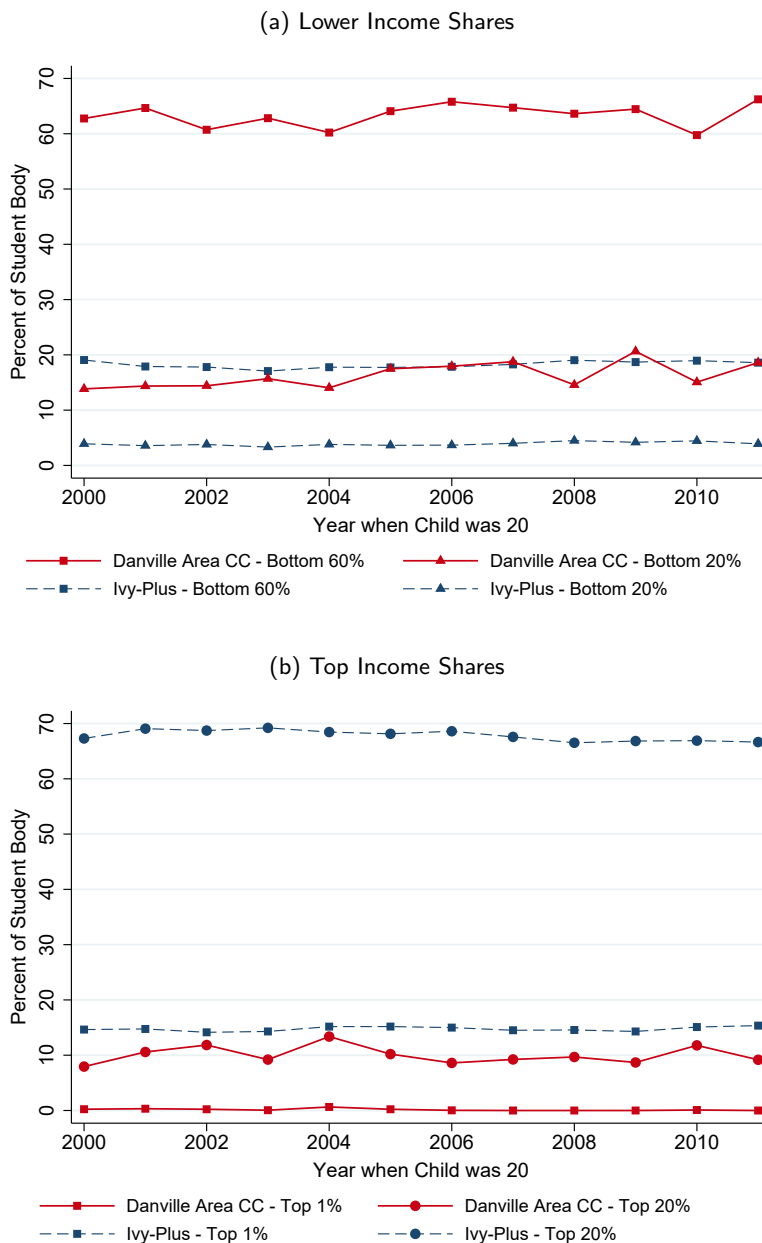 (a) Lower Income Shares
Percent of Student Body
70
60
50
40
30
20
10
0
2000 2002 2004 2006 2008 2010
Year when Child was 20
Danville Area CC - Bottom 60% Danville Area CC - Bottom 20%
Ivy-Plus - Bottom 60% Ivy-Plus - Bottom 20%
(b) Top Income Shares
Percent of Student Body
70
60
50
40
30
20
10
0
2000 2002 2004 2006 2008 2010
Year when Child was 20
Danville Area CC - Top 1% Danville Area CC - Top 20%
Ivy-Plus - Top 1% Ivy-Plus - Top 20%